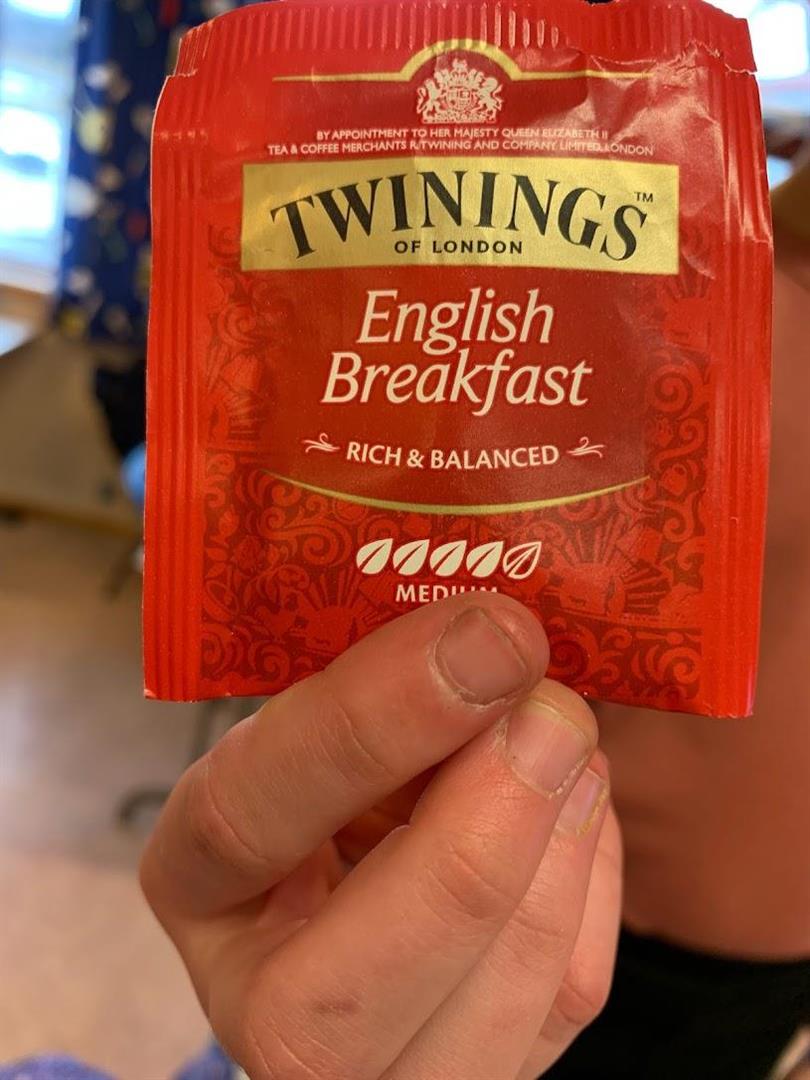 BY APPOINTMENT TO HER MAJESTY QUEEN ELIZABETH II
TEA & COFFEE MERCHANTS R.TWINING AND COMPANY LIMITED,LONDON
TWININGS™
OF LONDON
English
Breakfast
RICH & BALANCED
MEDIUM